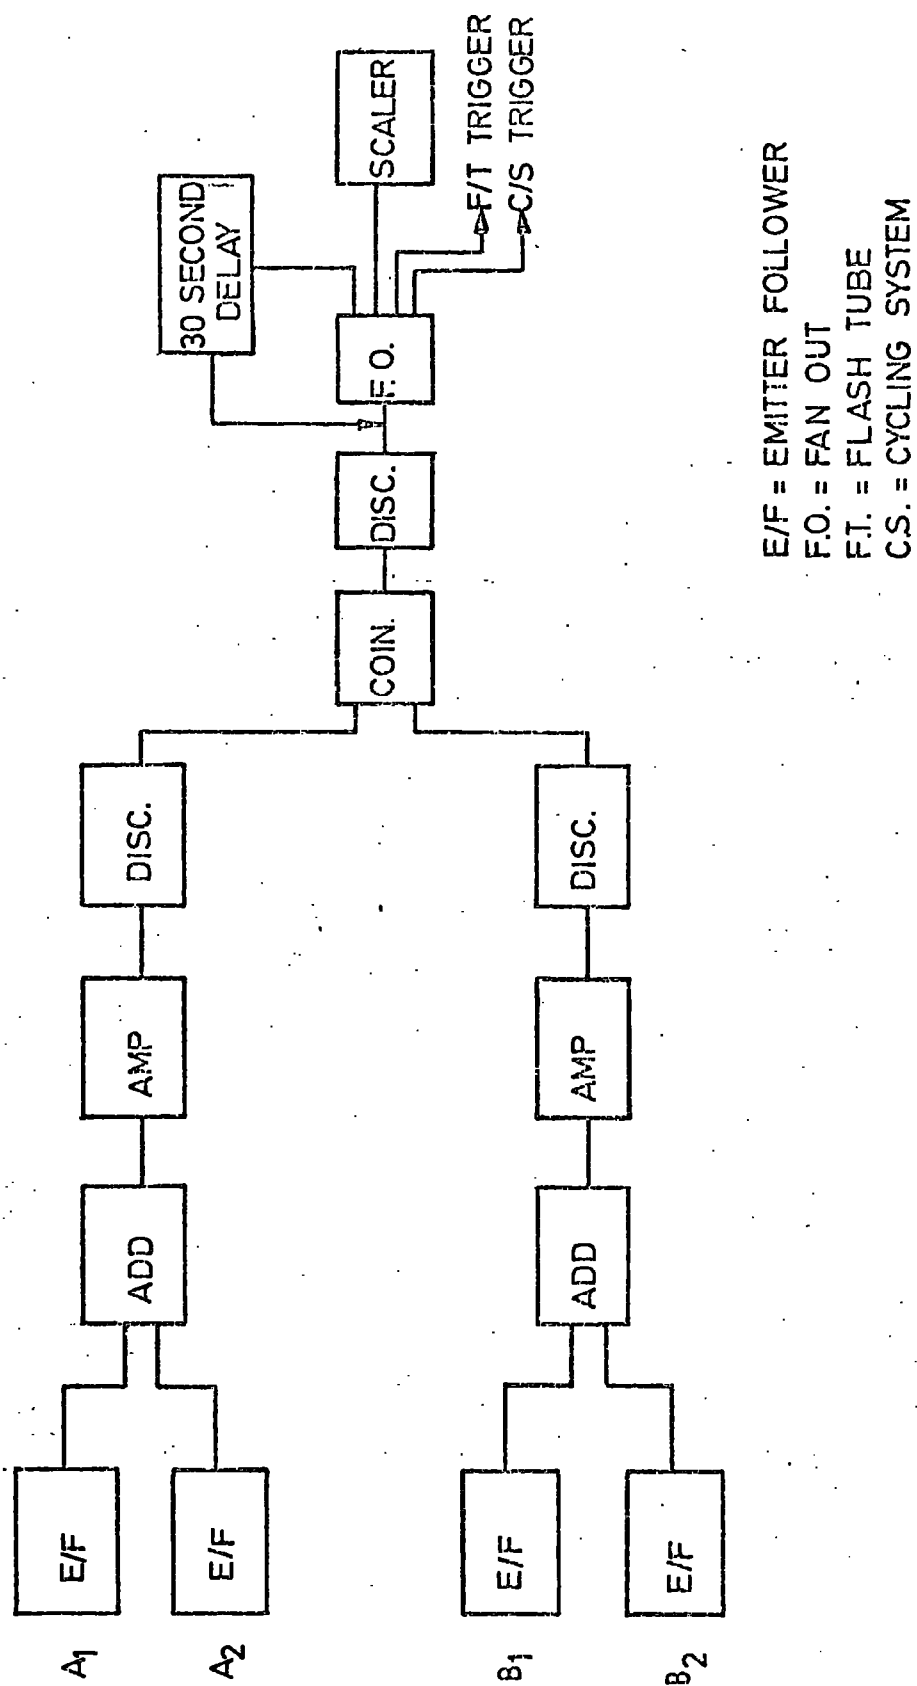 A1
E/F
A2
E/F
B1
E/F
B2
E/F
ADD
AMP
DISC.
ADD
AMP
DISC.
COIN.
DISC.
F.O.
30 SECOND
DELAY
SCALER
F/T TRIGGER
C/S TRIGGER
E/F = EMITTER FOLLOWER
F.O. = FAN OUT
F.T. = FLASH TUBE
C.S. = CYCLING SYSTEM